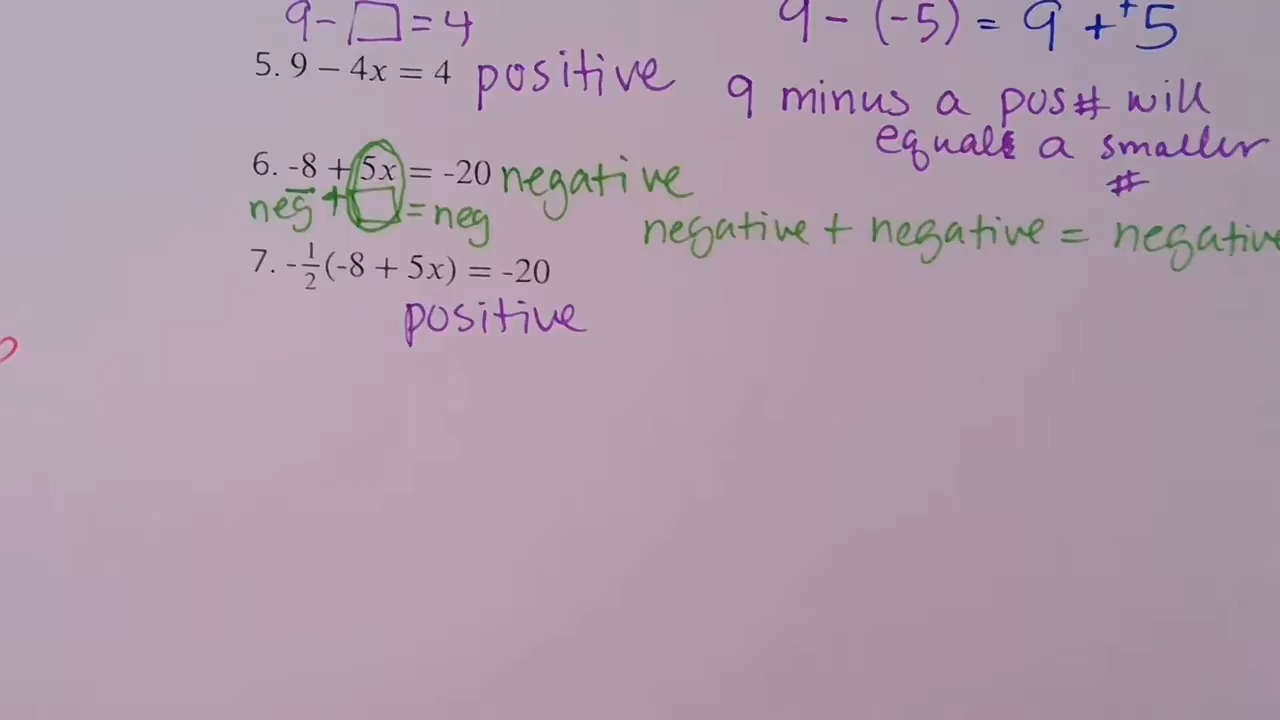 9 - □ = 4
9 - (-5) = 9 + +5
5. 9 – 4x = 4 positive
9 minus a pos# will
equals a smaller
#
6. -8 + 5x = -20 negative
neg + □ = neg
negative + negative = negative
7. -½(-8 + 5x) = -20
positive